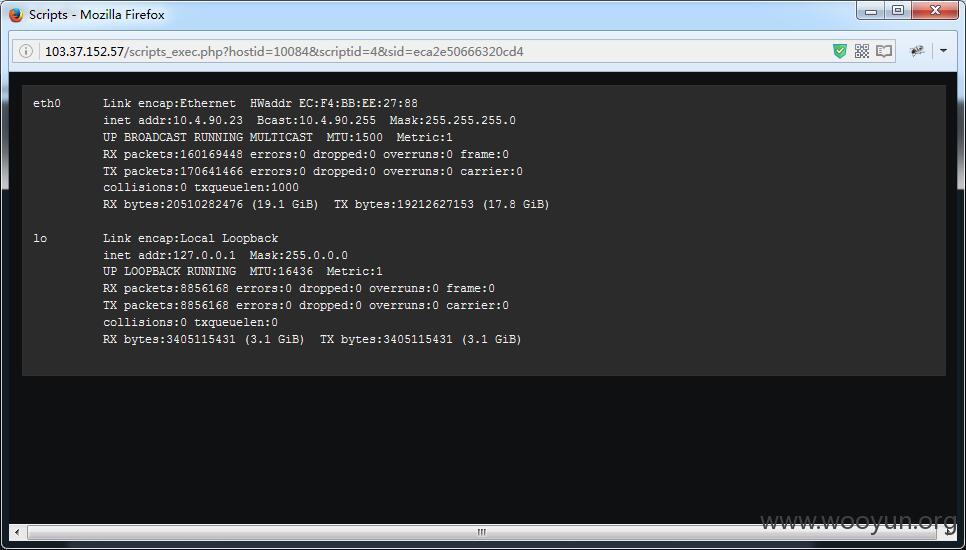 Scripts - Mozilla Firefox
103.37.152.57/scripts_exec.php?hostid=10084&scriptid=4&sid=eca2e50666320cd4
eth0 Link encap:Ethernet HWaddr EC:F4:BB:EE:27:88
inet addr:10.4.90.23 Bcast:10.4.90.255 Mask:255.255.255.0
UP BROADCAST RUNNING MULTICAST MTU:1500 Metric:1
RX packets:160169448 errors:0 dropped:0 overruns:0 frame:0
TX packets:170641466 errors:0 dropped:0 overruns:0 carrier:0
collisions:0 txqueuelen:1000
RX bytes:20510282476 (19.1 GiB) TX bytes:19212627153 (17.8 GiB)
lo Link encap:Local Loopback
inet addr:127.0.0.1 Mask:255.0.0.0
UP LOOPBACK RUNNING MTU:16436 Metric:1
RX packets:8856168 errors:0 dropped:0 overruns:0 frame:0
TX packets:8856168 errors:0 dropped:0 overruns:0 carrier:0
collisions:0 txqueuelen:0
RX bytes:3405115431 (3.1 GiB) TX bytes:3405115431 (3.1 GiB)
www.wooyun.org